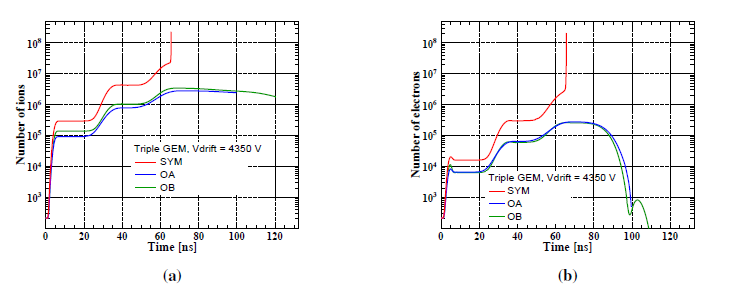 Number of ions
10⁸
10⁷
10⁶
10⁵
10⁴
10³
Triple GEM, Vdrift = 4350 V
SYM
OA
OB
0 20 40 60 80 100 120
Time [ns]
(a)
Number of electrons
10⁸
10⁷
10⁶
10⁵
10⁴
10³
Triple GEM, Vdrift = 4350 V
SYM
OA
OB
0 20 40 60 80 100 120
Time [ns]
(b)